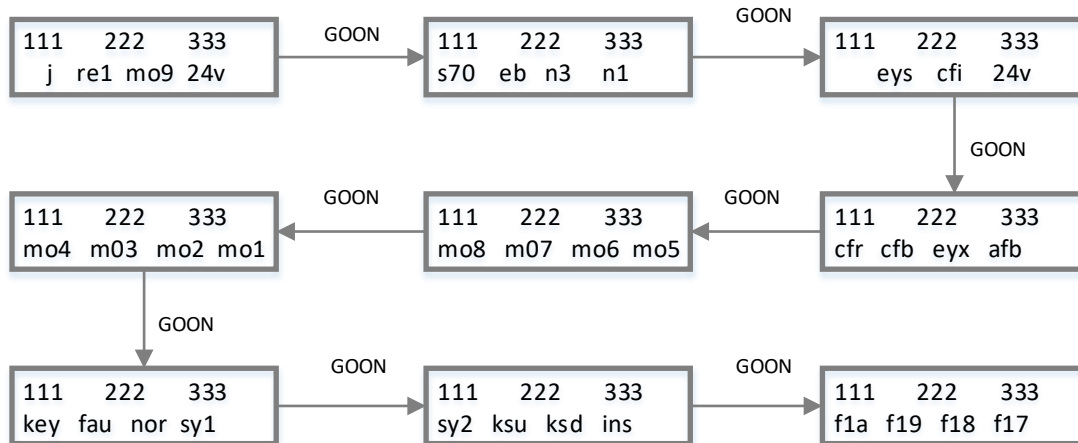 111 222 333
j re1 mo9 24v
GOON
111 222 333
s70 eb n3 n1
GOON
111 222 333
eys cfi 24v
GOON
111 222 333
cfr cfb eyx afb
GOON
111 222 333
mo8 m07 mo6 mo5
GOON
111 222 333
mo4 m03 mo2 mo1
GOON
111 222 333
key fau nor sy1
GOON
111 222 333
sy2 ksu ksd ins
GOON
111 222 333
f1a f19 f18 f17